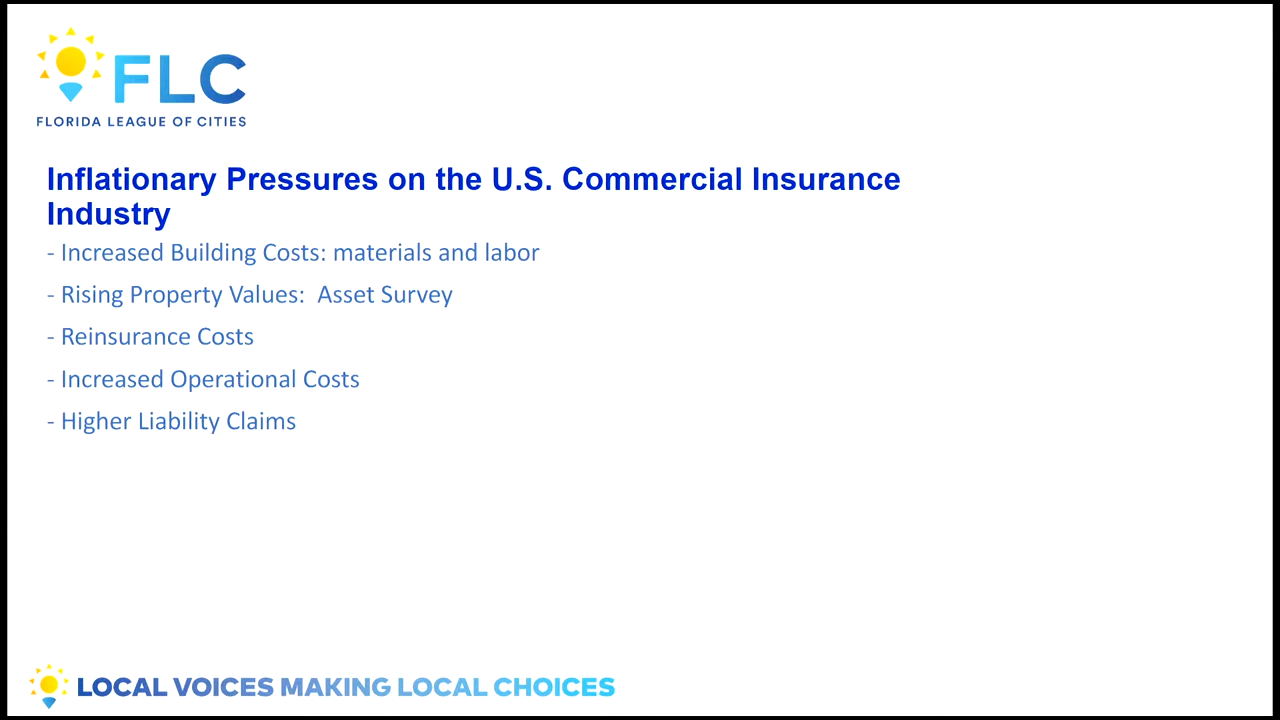 FLC
FLORIDA LEAGUE OF CITIES
Inflationary Pressures on the U.S. Commercial Insurance
Industry
- Increased Building Costs: materials and labor
- Rising Property Values:  Asset Survey
- Reinsurance Costs
- Increased Operational Costs
- Higher Liability Claims
LOCAL VOICES MAKING LOCAL CHOICES